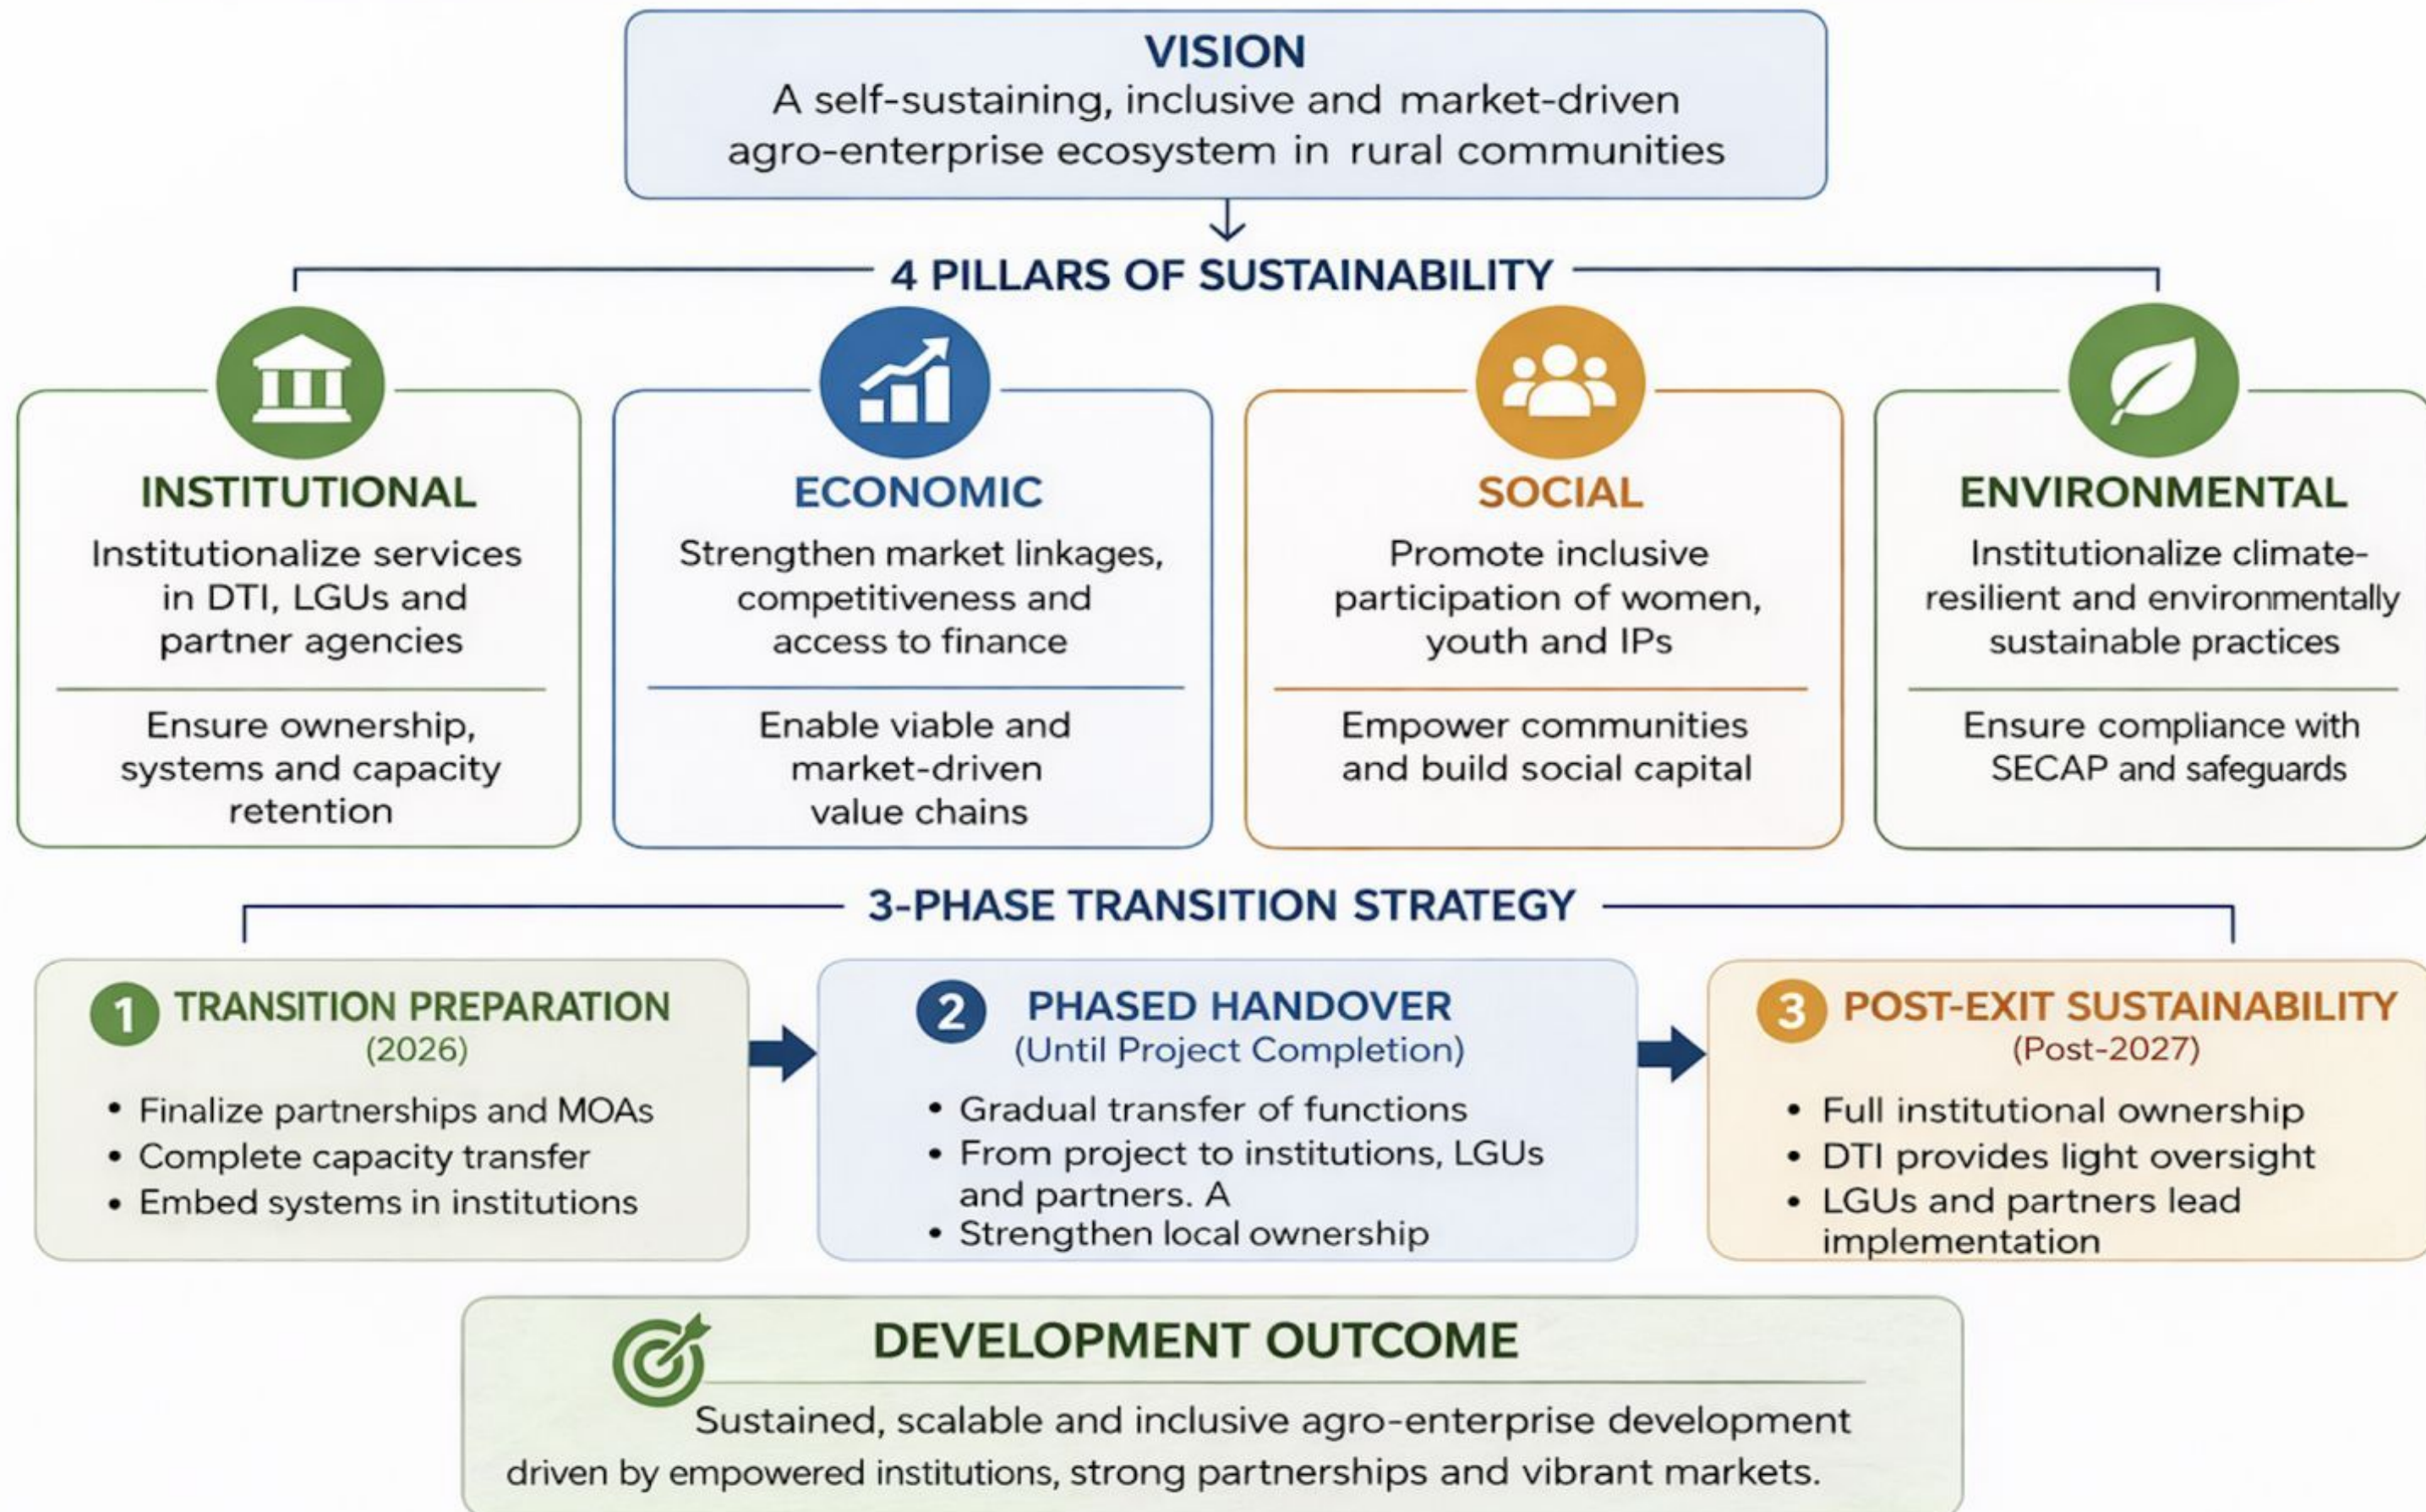 VISION
A self-sustaining, inclusive and market-driven
agro-enterprise ecosystem in rural communities
4 PILLARS OF SUSTAINABILITY
INSTITUTIONAL
Institutionalize services
in DTI, LGUs and
partner agencies
Ensure ownership,
systems and capacity
retention
ECONOMIC
Strengthen market linkages,
competitiveness and
access to finance
Enable viable and
market-driven
value chains
SOCIAL
Promote inclusive
participation of women,
youth and IPs
Empower communities
and build social capital
ENVIRONMENTAL
Institutionalize climate-
resilient and environmentally
sustainable practices
Ensure compliance with
SECAP and safeguards
3-PHASE TRANSITION STRATEGY
1 TRANSITION PREPARATION
(2026)
• Finalize partnerships and MOAs
• Complete capacity transfer
• Embed systems in institutions
2 PHASED HANDOVER
(Until Project Completion)
• Gradual transfer of functions
• From project to institutions, LGUs
and partners. A
• Strengthen local ownership
3 POST-EXIT SUSTAINABILITY
(Post-2027)
• Full institutional ownership
• DTI provides light oversight
• LGUs and partners lead
implementation
DEVELOPMENT OUTCOME
Sustained, scalable and inclusive agro-enterprise development
driven by empowered institutions, strong partnerships and vibrant markets.